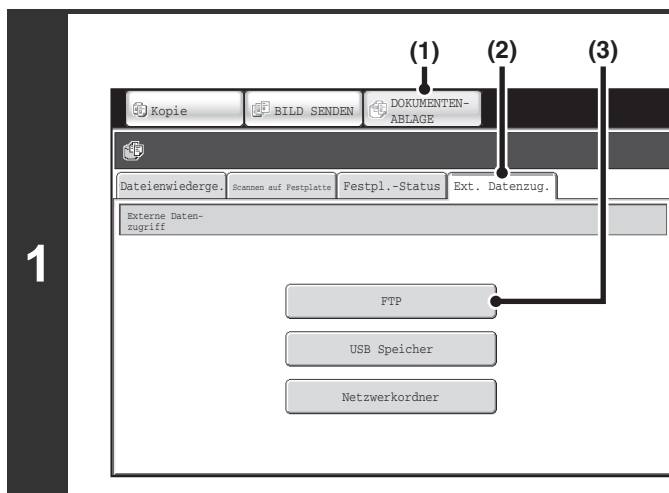 (1) (2) (3)
Kopie
BILD SENDEN
DOKUMENTEN-
ABLAGE
Dateienwiederge.
Scannen auf Festplatte
Festpl.-Status
Ext. Datenzug.
Externe Daten-
zugriff
1
FTP
USB Speicher
Netzwerkordner